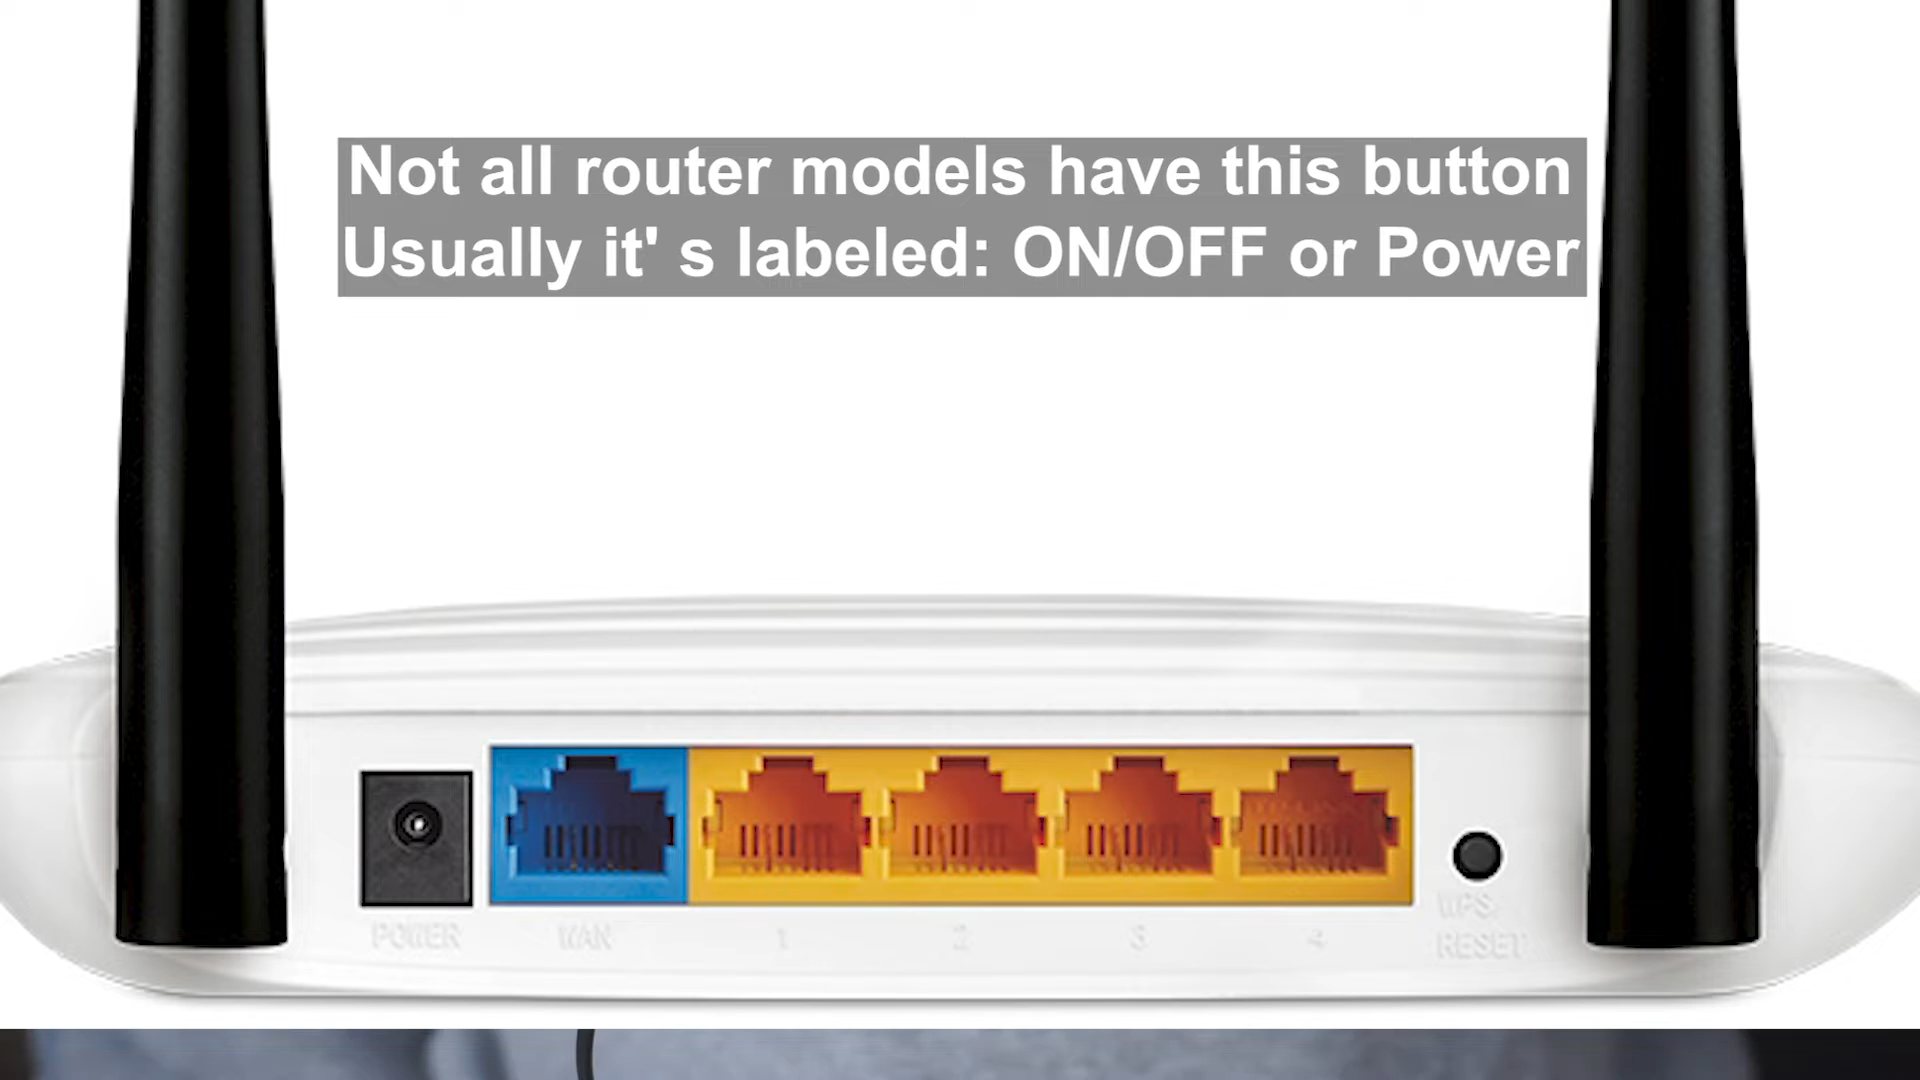 Not all router models have this button
Usually it' s labeled: ON/OFF or Power
POWER WAN 1 2 3 4 WPS/
RESET